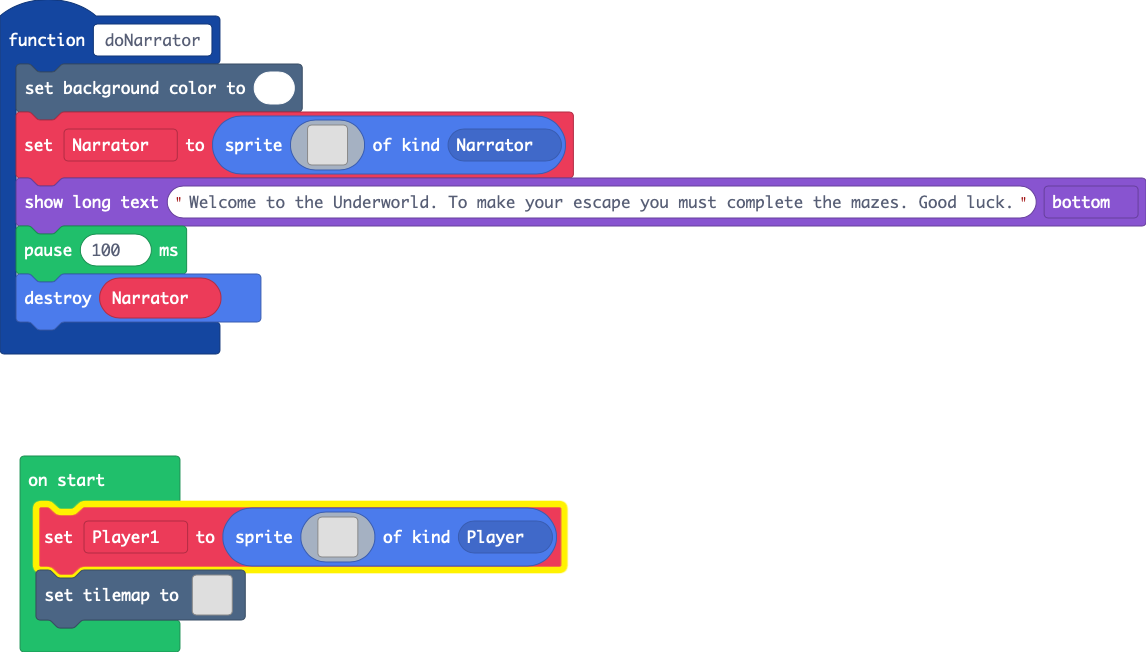 function doNarrator
set background color to
set Narrator to sprite of kind Narrator
show long text " Welcome to the Underworld. To make your escape you must complete the mazes. Good luck. " bottom
pause 100 ms
destroy Narrator
on start
set Player1 to sprite of kind Player
set tilemap to